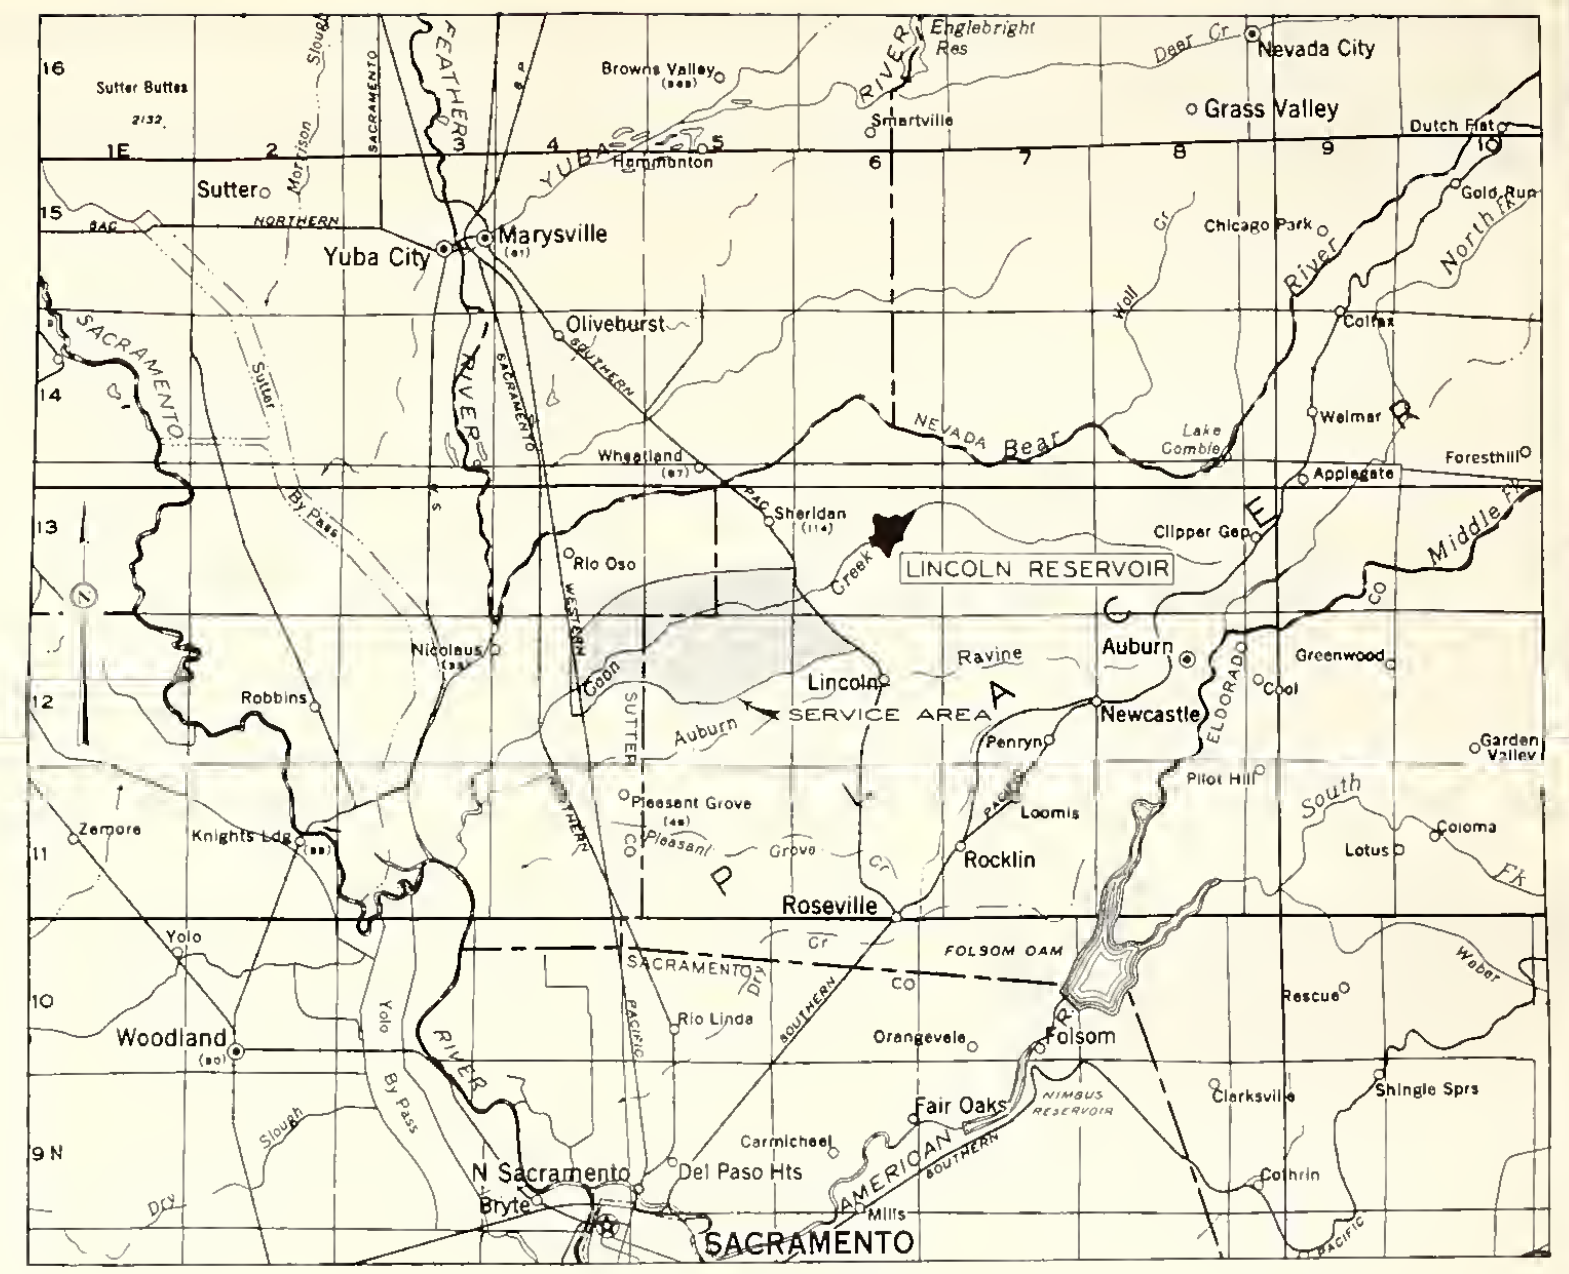 Englebright
Res
Deer Cr
Nevada City
16
Sutter Buttes
2132
Slough
SACRAMENTO
FEATHER
Browns Valley
RIVER
Smartville
Grass Valley
Dutch Flat
1E
2
3
4
5
6
7
8
9
10
Morrison
YUBA
Hammonton
Sutter
Gold Run
15
SAC
NORTHERN
Yuba City
Marysville
(61)
Chicago Park
River
North Fk
Colfax
Olivehurst
SOUTHERN
SACRAMENTO
SACRAMENTO
RIVER
Sutter
By Pass
14
Wolf
Cr
Weimar
R
NEVADA
Bear
Lake
Combie
Applegate
Foresthill
Wheatland
(87)
PAC
Sheridan
(114)
13
Rio Oso
WESTERN
Creek
LINCOLN RESERVOIR
Clipper Gap
E
Middle Fk
C
CO
Nicolaus
Coon
Ravine
Auburn
Greenwood
Robbins
12
Lincoln
SERVICE AREA
A
Newcastle
ELDORADO
Cool
SUTTER
CO
Auburn
Penryn
Garden
Valley
Pilot Hill
Pleasant Grove
NORTHERN
PACIFIC
Loomis
South
Fk
Coloma
Lotus
Zamora
Knights Ldg
11
Pleasant Grove Cr
P
Rocklin
Roseville
Yolo
Cr
Dry
FOLSOM DAM
SACRAMENTO
CO
Weber
Rescue
10
Woodland
Yolo
By Pass
RIVER
PACIFIC
Rio Linda
SOUTHERN
Orangevale
Folsom
R
Fair Oaks
NIMBUS
RESERVOIR
Clarksville
Shingle Sprs
Slough
Dry
9 N
Carmichael
N Sacramento
Del Paso Hts
Bryte
AMERICAN
SOUTHERN
Mills
Cothrin
PACIFIC
SACRAMENTO